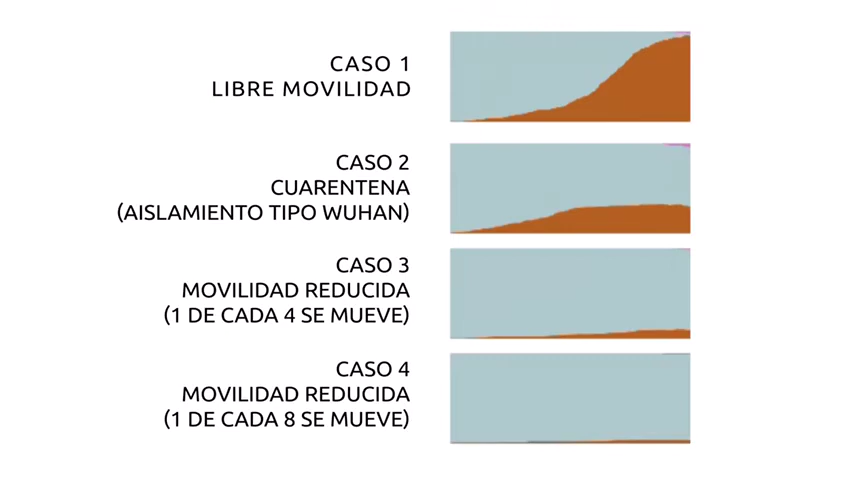 CASO 1
LIBRE MOVILIDAD
CASO 2
CUARENTENA
(AISLAMIENTO TIPO WUHAN)
CASO 3
MOVILIDAD REDUCIDA
(1 DE CADA 4 SE MUEVE)
CASO 4
MOVILIDAD REDUCIDA
(1 DE CADA 8 SE MUEVE)